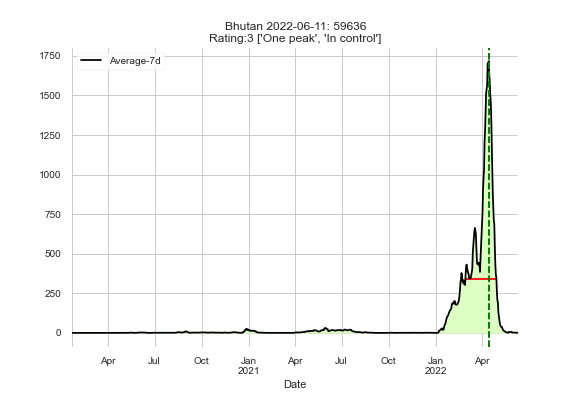 Bhutan 2022-06-11: 59636
Rating:3 ['One peak', 'In control']
Average-7d
1750
1500
1250
1000
750
500
250
0
Apr Jul Oct Jan Apr Jul Oct Jan Apr
2021 2022
Date